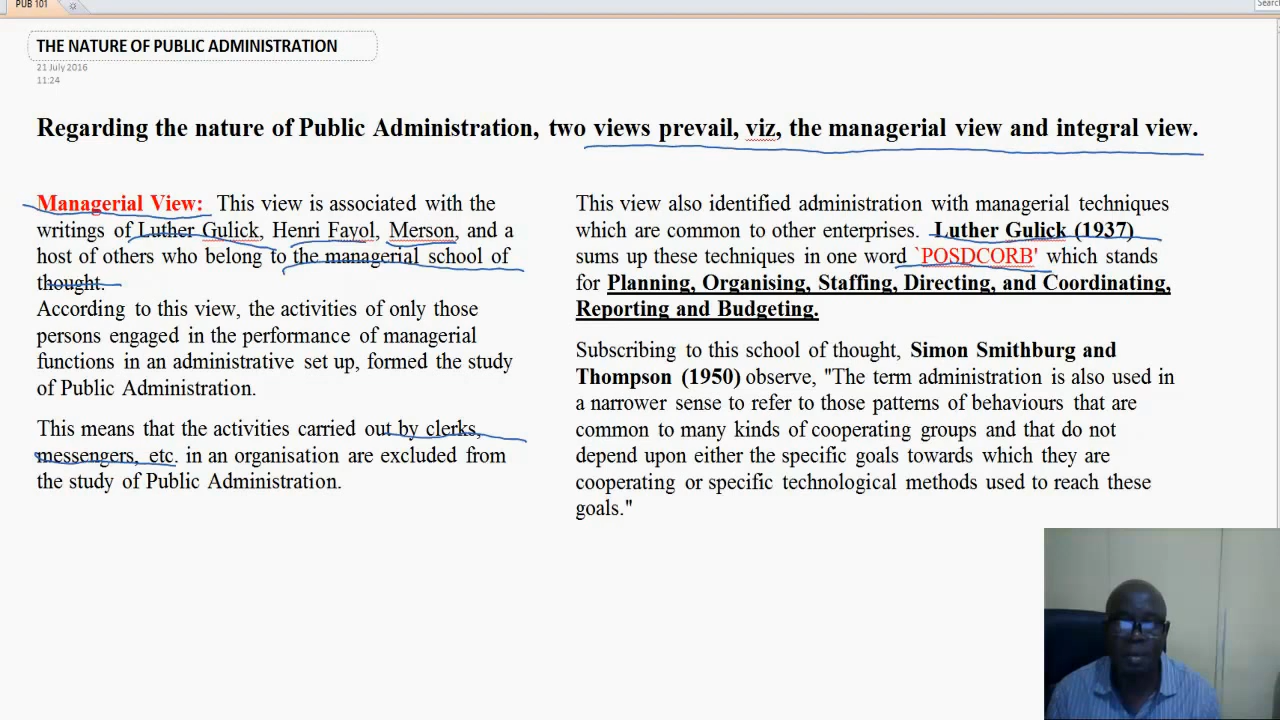 PUB 101
Search
THE NATURE OF PUBLIC ADMINISTRATION
21 July 2016
11:24
Regarding the nature of Public Administration, two views prevail, viz, the managerial view and integral view.
Managerial View: This view is associated with the
writings of Luther Gulick, Henri Fayol, Merson, and a
host of others who belong to the managerial school of
thought.
According to this view, the activities of only those
persons engaged in the performance of managerial
functions in an administrative set up, formed the study
of Public Administration.
This means that the activities carried out by clerks,
messengers, etc. in an organisation are excluded from
the study of Public Administration.
This view also identified administration with managerial techniques
which are common to other enterprises. Luther Gulick (1937)
sums up these techniques in one word `POSDCORB' which stands
for Planning, Organising, Staffing, Directing, and Coordinating,
Reporting and Budgeting.
Subscribing to this school of thought, Simon Smithburg and
Thompson (1950) observe, "The term administration is also used in
a narrower sense to refer to those patterns of behaviours that are
common to many kinds of cooperating groups and that do not
depend upon either the specific goals towards which they are
cooperating or specific technological methods used to reach these
goals."